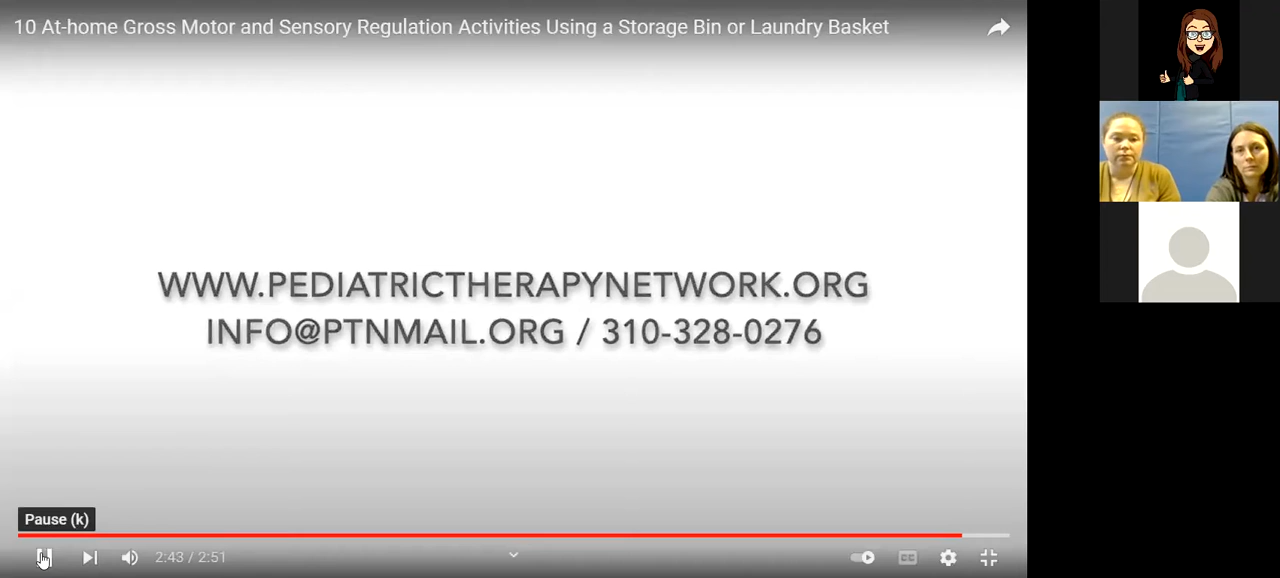 10 At-home Gross Motor and Sensory Regulation Activities Using a Storage Bin or Laundry Basket
WWW.PEDIATRICTHERAPYNETWORK.ORG
INFO@PTNMAIL.ORG / 310-328-0276
Pause (k)
2:43 / 2:51
CC